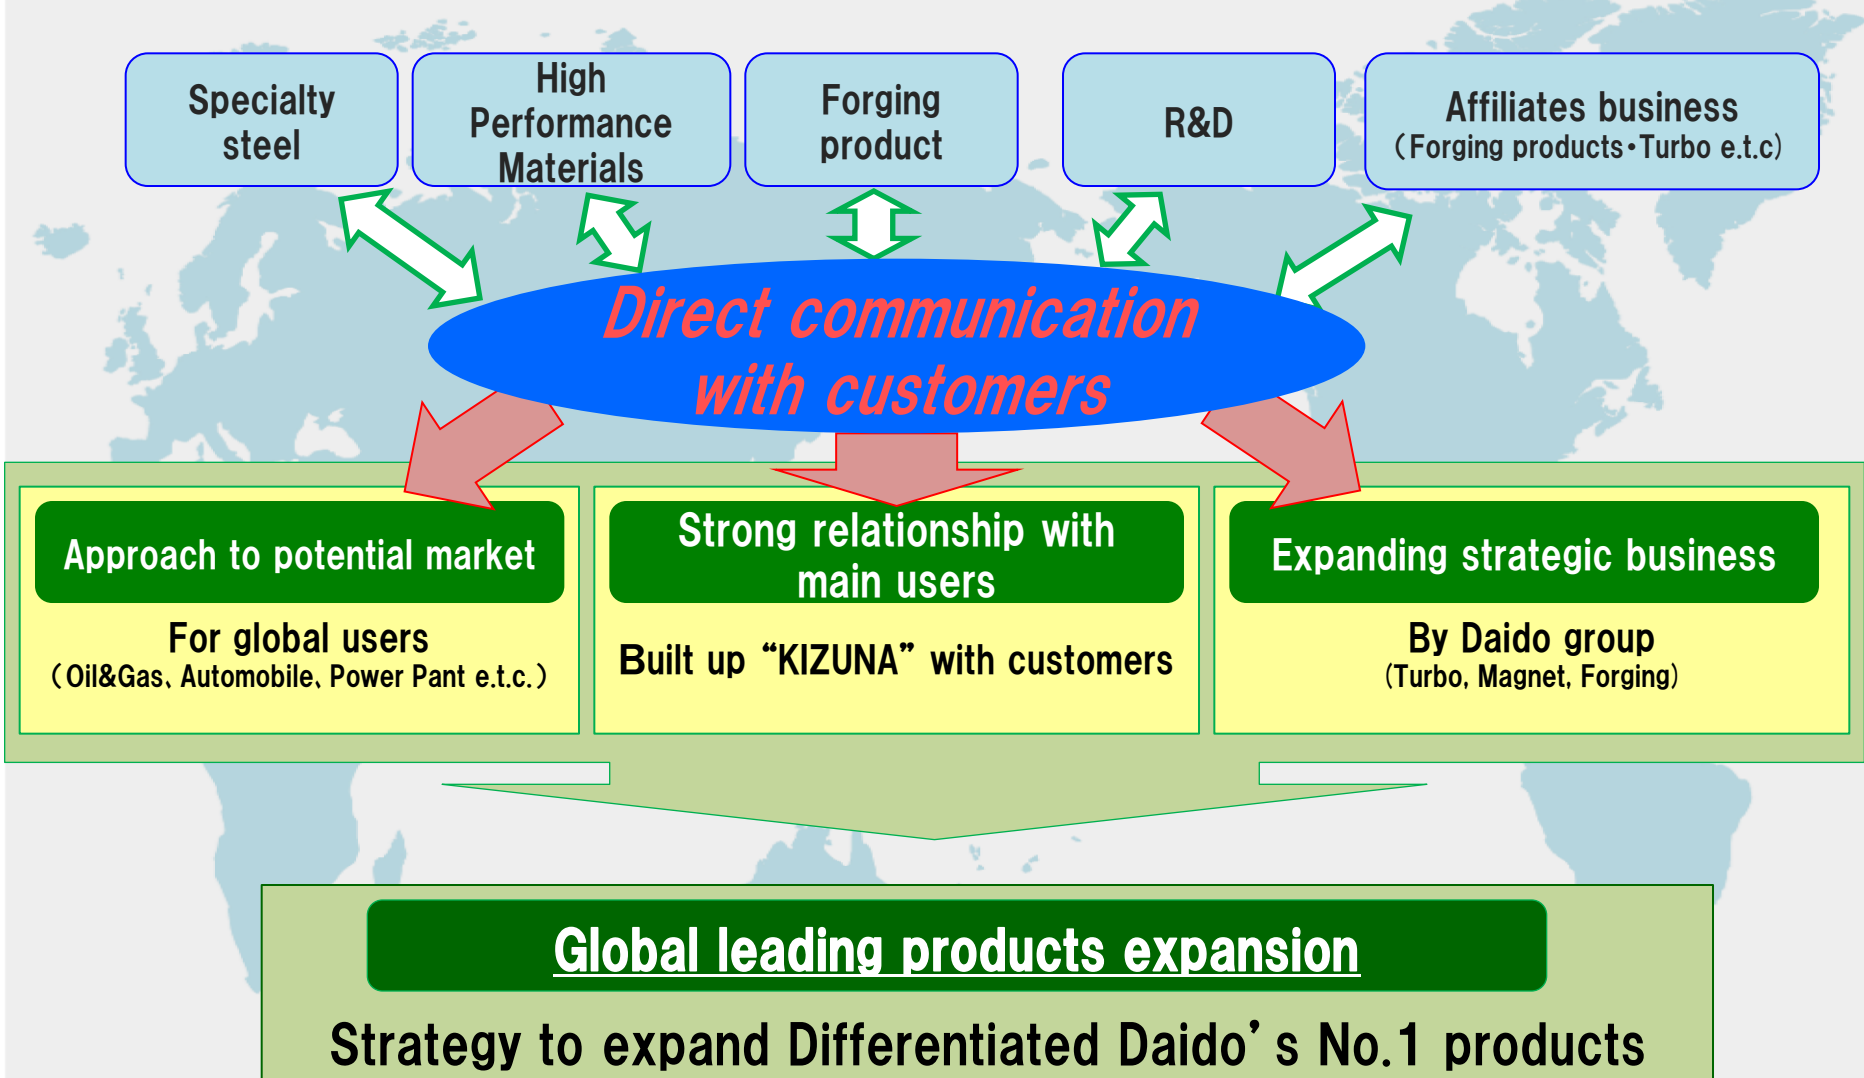 Specialty
steel
High
Performance
Materials
Forging
product
R&D
Affiliates business
（Forging products・Turbo e.t.c）
Direct communication
with customers
Approach to potential market
For global users
（Oil&Gas、Automobile、Power Pant e.t.c.）
Strong relationship with
main users
Built up “KIZUNA” with customers
Expanding strategic business
By Daido group
(Turbo, Magnet, Forging)
Global leading products expansion
Strategy to expand Differentiated Daido’s No.1 products